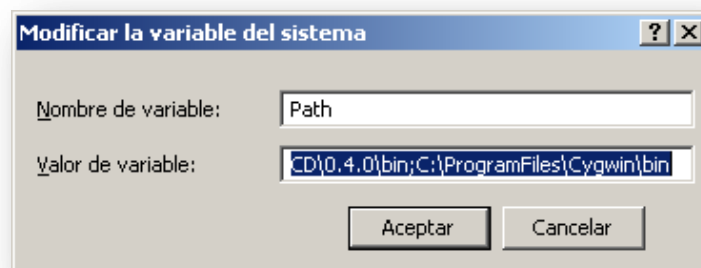 Modificar la variable del sistema
Nombre de variable: Path
Valor de variable: CD\0.4.0\bin;C:\ProgramFiles\Cygwin\bin
Aceptar Cancelar